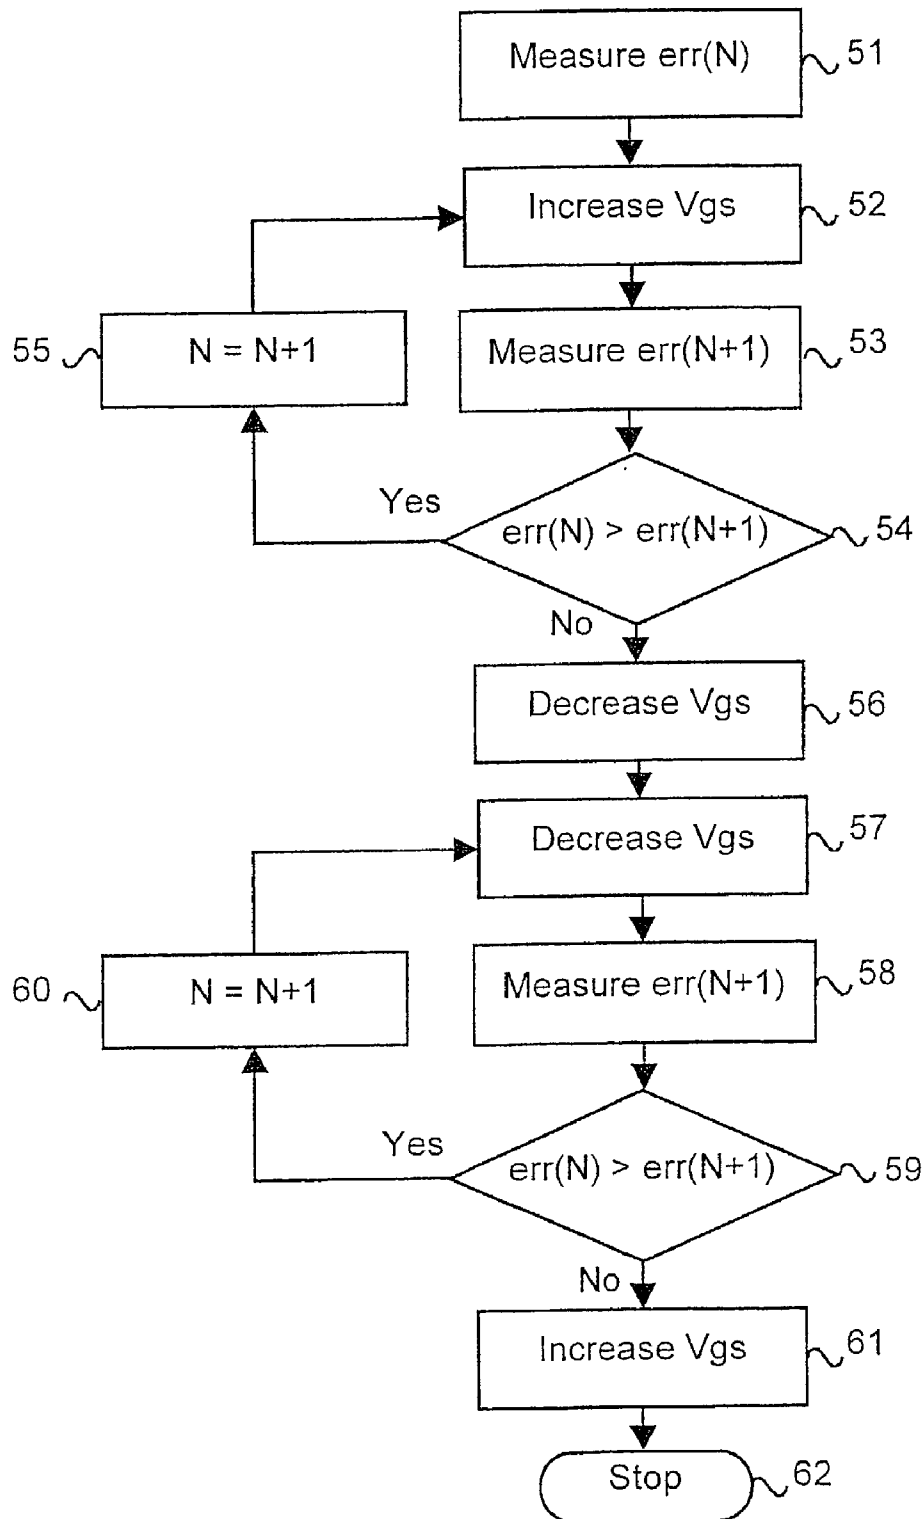 Measure err(N)
51
Increase Vgs
52
55
N = N+1
Measure err(N+1)
53
Yes
err(N) > err(N+1)
54
No
Decrease Vgs
56
Decrease Vgs
57
60
N = N+1
Measure err(N+1)
58
Yes
err(N) > err(N+1)
59
No
Increase Vgs
61
Stop
62